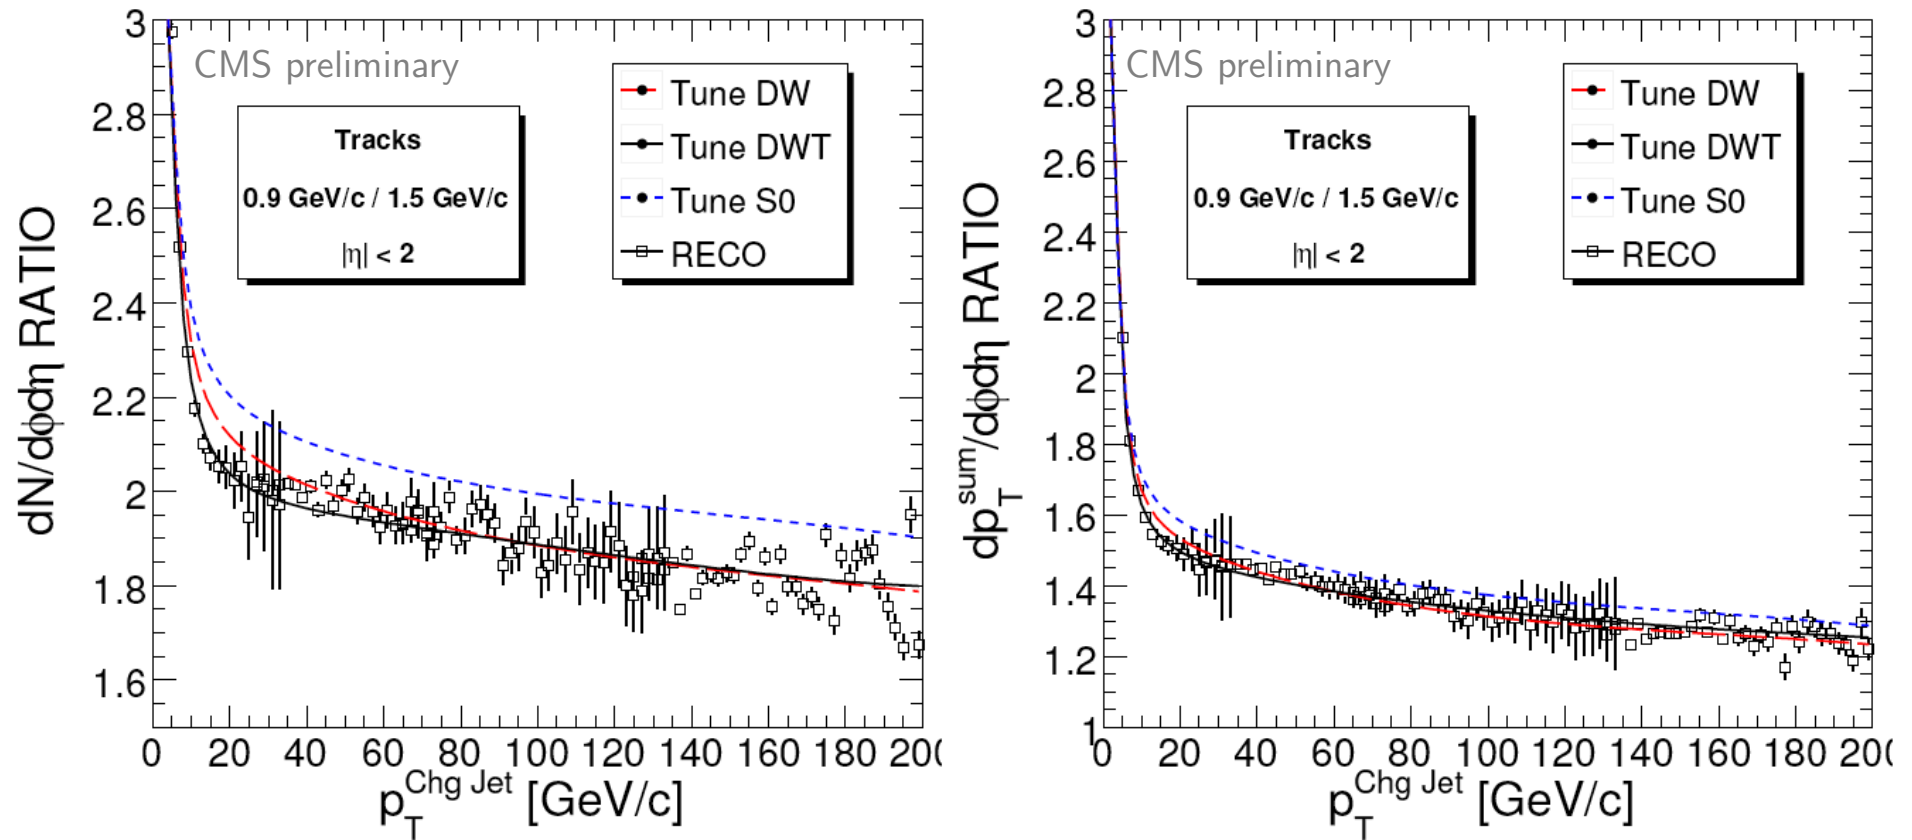 CMS preliminary
Tracks
0.9 GeV/c / 1.5 GeV/c
|η| < 2
Tune DW
Tune DWT
Tune S0
RECO
dN/dϕdη RATIO
3
2.8
2.6
2.4
2.2
2
1.8
1.6
0 20 40 60 80 100 120 140 160 180 200
p_T^Chg Jet [GeV/c]
CMS preliminary
Tracks
0.9 GeV/c / 1.5 GeV/c
|η| < 2
Tune DW
Tune DWT
Tune S0
RECO
dp_T^sum/dϕdη RATIO
3
2.8
2.6
2.4
2.2
2
1.8
1.6
1.4
1.2
1
0 20 40 60 80 100 120 140 160 180 200
p_T^Chg Jet [GeV/c]